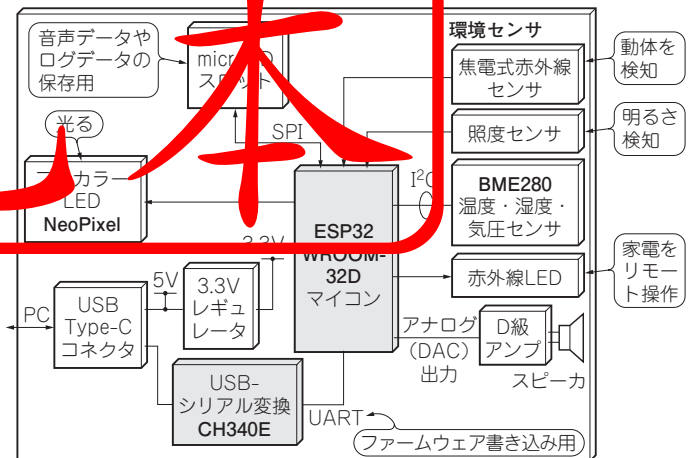 音声データや
ログデータの
保存用
光る
カラー
LED
NeoPixel
SPI
本
環境センサ
焦電式赤外線
センサ
動体を
検知
照度センサ
明るさ
検知
I²C
BME280
温度・湿度・
気圧センサ
ESP32
WROOM-
32D
マイコン
赤外線LED
家電を
リモー
ト操作
3.3V
5V
3.3V
レギュ
レータ
PC
USB
Type-C
コネクタ
アナログ
(DAC)
出力
D級
アンプ
スピーカ
USB-
シリアル変換
CH340E
UART
ファームウェア書き込み用